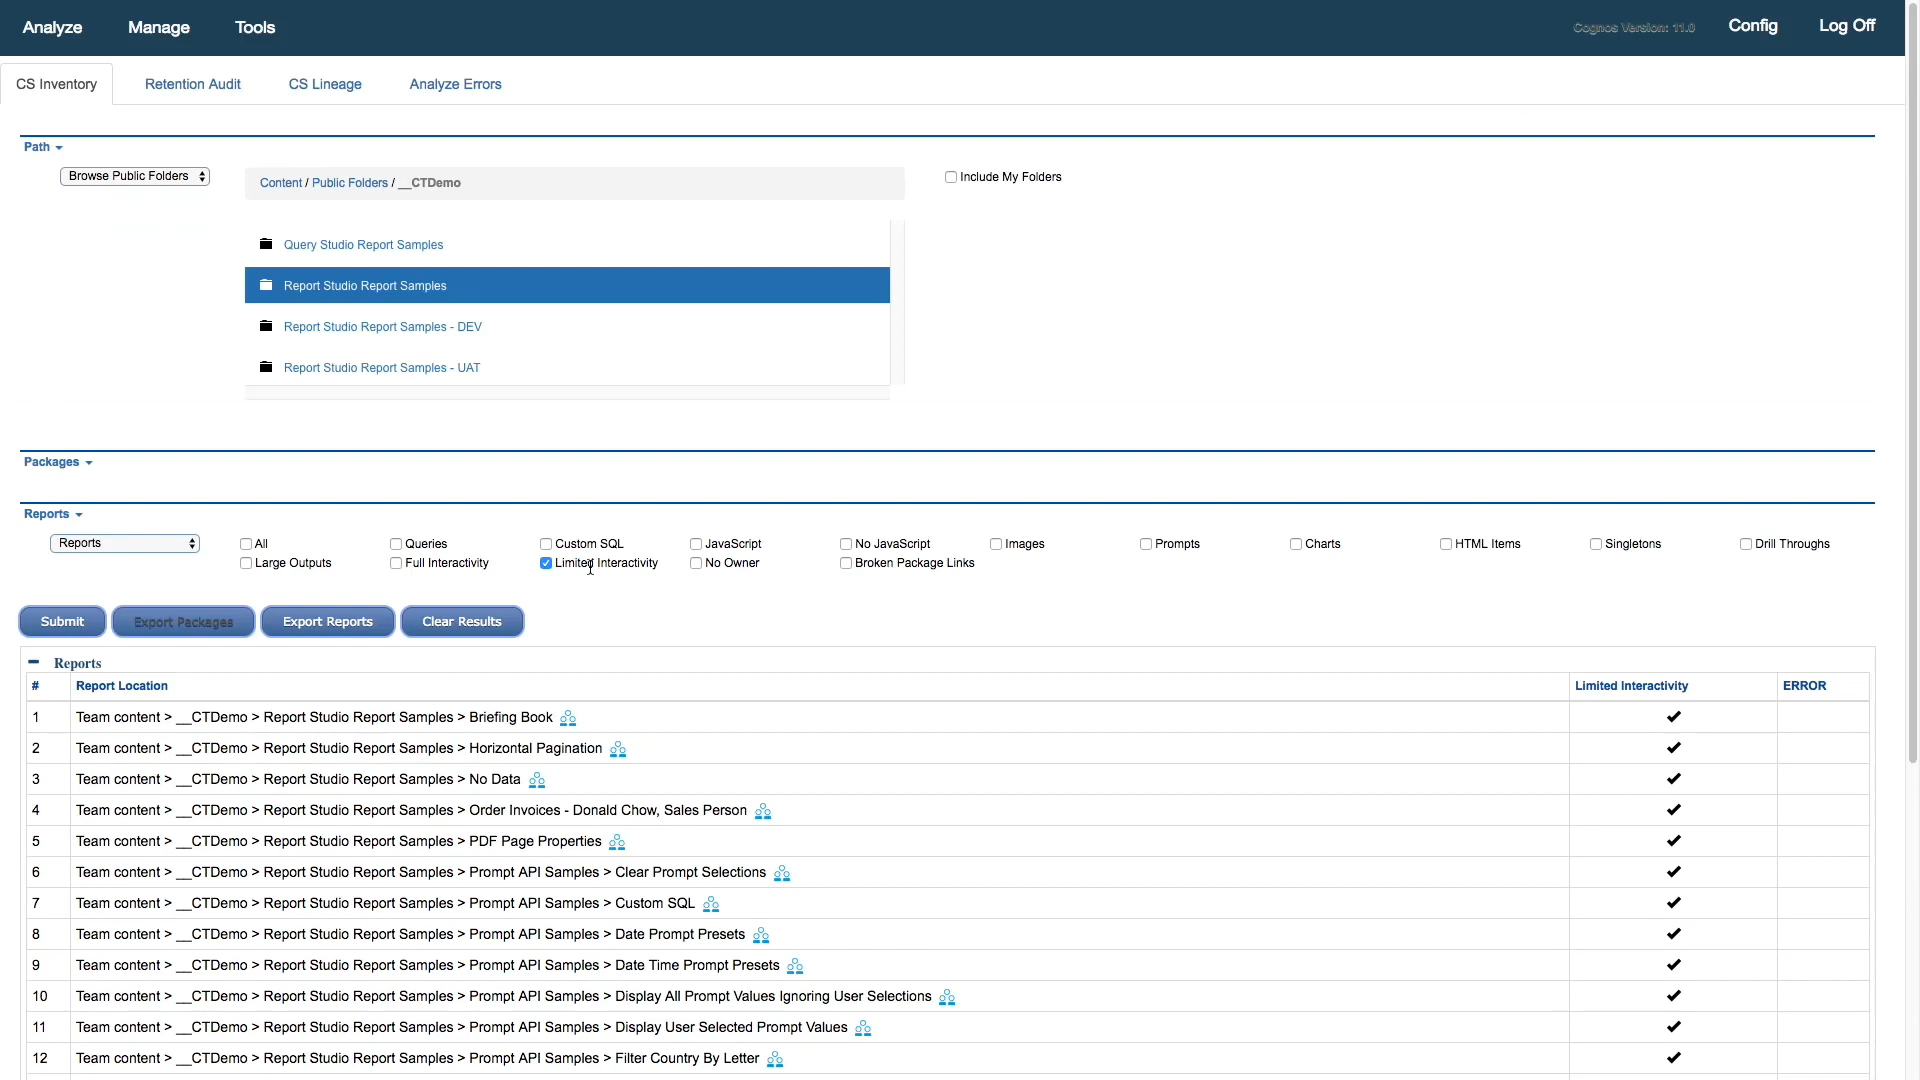 Analyze Manage Tools Cognos Version: 11.0 Config Log Off
CS Inventory Retention Audit CS Lineage Analyze Errors
Path
Browse Public Folders Content / Public Folders / __CTDemo Include My Folders
Query Studio Report Samples
Report Studio Report Samples
Report Studio Report Samples - DEV
Report Studio Report Samples - UAT
Packages
Reports
Reports All Queries Custom SQL JavaScript No JavaScript Images Prompts Charts HTML Items Singletons Drill Throughs
Large Outputs Full Interactivity Limited Interactivity No Owner Broken Package Links
Submit Export Packages Export Reports Clear Results
Reports
# Report Location Limited Interactivity ERROR
1 Team content > __CTDemo > Report Studio Report Samples > Briefing Book
2 Team content > __CTDemo > Report Studio Report Samples > Horizontal Pagination
3 Team content > __CTDemo > Report Studio Report Samples > No Data
4 Team content > __CTDemo > Report Studio Report Samples > Order Invoices - Donald Chow, Sales Person
5 Team content > __CTDemo > Report Studio Report Samples > PDF Page Properties
6 Team content > __CTDemo > Report Studio Report Samples > Prompt API Samples > Clear Prompt Selections
7 Team content > __CTDemo > Report Studio Report Samples > Prompt API Samples > Custom SQL
8 Team content > __CTDemo > Report Studio Report Samples > Prompt API Samples > Date Prompt Presets
9 Team content > __CTDemo > Report Studio Report Samples > Prompt API Samples > Date Time Prompt Presets
10 Team content > __CTDemo > Report Studio Report Samples > Prompt API Samples > Display All Prompt Values Ignoring User Selections
11 Team content > __CTDemo > Report Studio Report Samples > Prompt API Samples > Display User Selected Prompt Values
12 Team content > __CTDemo > Report Studio Report Samples > Prompt API Samples > Filter Country By Letter